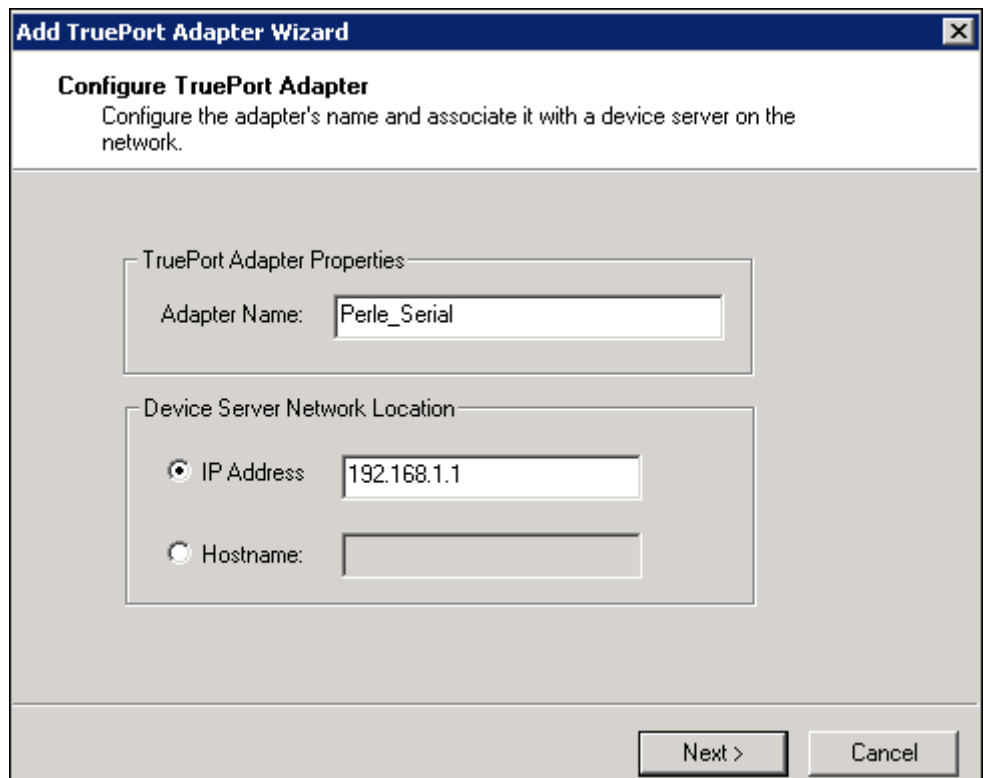 Add TruePort Adapter Wizard
Configure TruePort Adapter
Configure the adapter's name and associate it with a device server on the
network.
TruePort Adapter Properties
Adapter Name: Perle_Serial
Device Server Network Location
IP Address 192.168.1.1
Hostname:
Next > Cancel